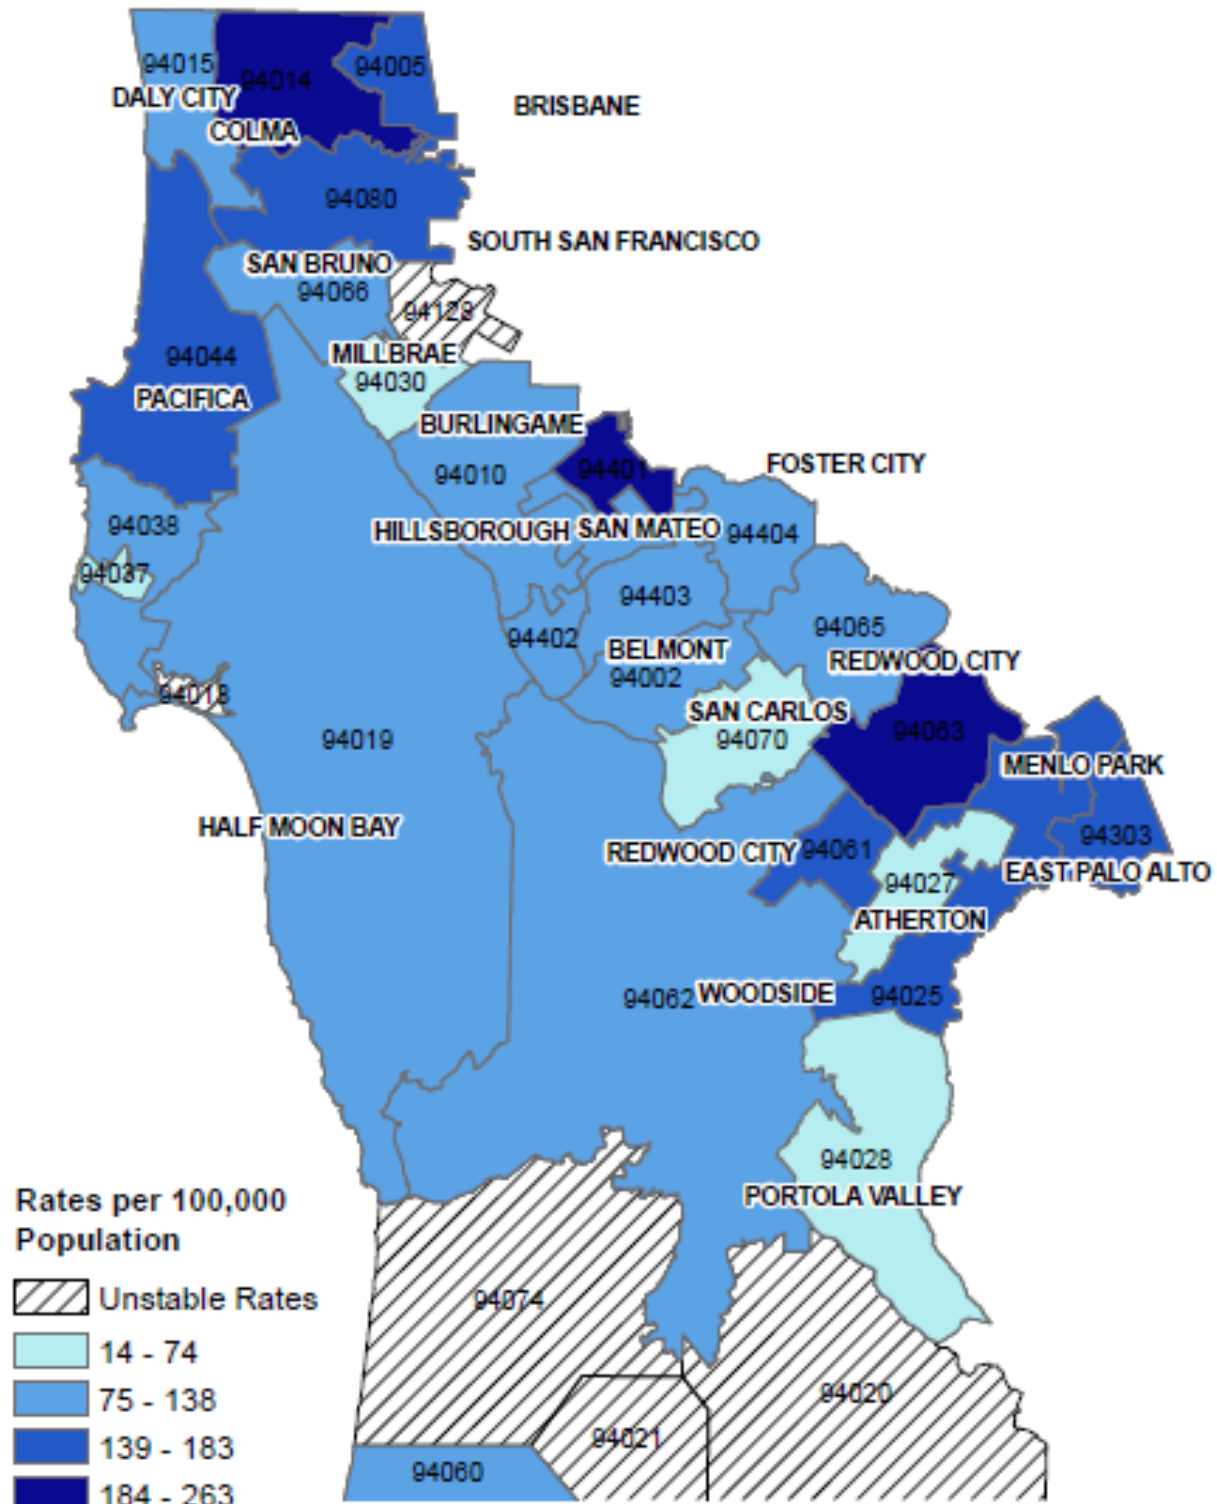 94015
94014
94005
DALY CITY
BRISBANE
COLMA
94080
SOUTH SAN FRANCISCO
SAN BRUNO
94066
94128
94044
MILLBRAE
94030
PACIFICA
BURLINGAME
94010
94401
FOSTER CITY
94038
HILLSBOROUGH
SAN MATEO
94404
94037
94403
94402
94065
BELMONT
94002
REDWOOD CITY
94018
SAN CARLOS
94070
94063
94019
MENLO PARK
HALF MOON BAY
REDWOOD CITY
94061
94303
EAST PALO ALTO
94027
ATHERTON
94062
WOODSIDE
94025
94028
PORTOLA VALLEY
94074
94020
94021
94060
Rates per 100,000
Population
Unstable Rates
14 - 74
75 - 138
139 - 183
184 - 263